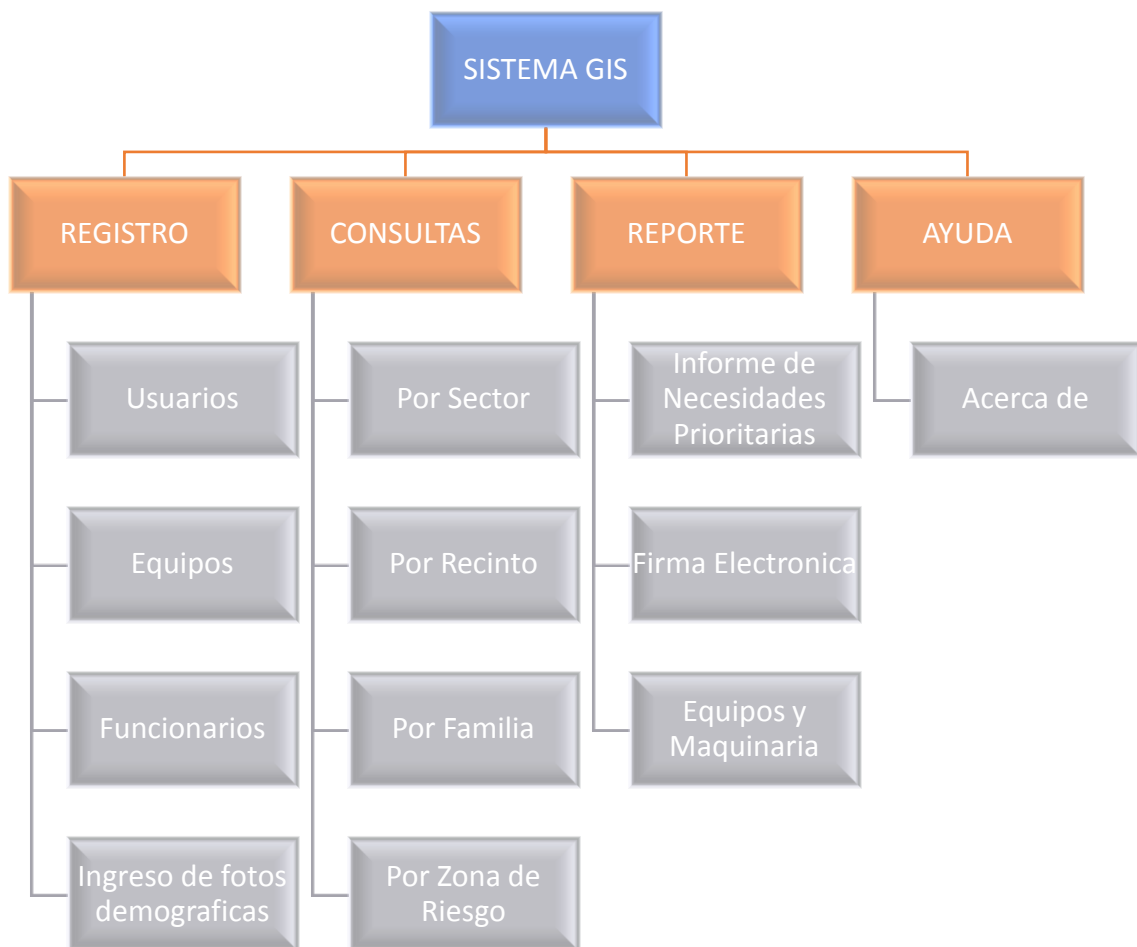 SISTEMA GIS
REGISTRO
CONSULTAS
REPORTE
AYUDA
Usuarios
Equipos
Funcionarios
Ingreso de fotos
demograficas
Por Sector
Por Recinto
Por Familia
Por Zona de
Riesgo
Informe de
Necesidades
Prioritarias
Firma Electronica
Equipos y
Maquinaria
Acerca de